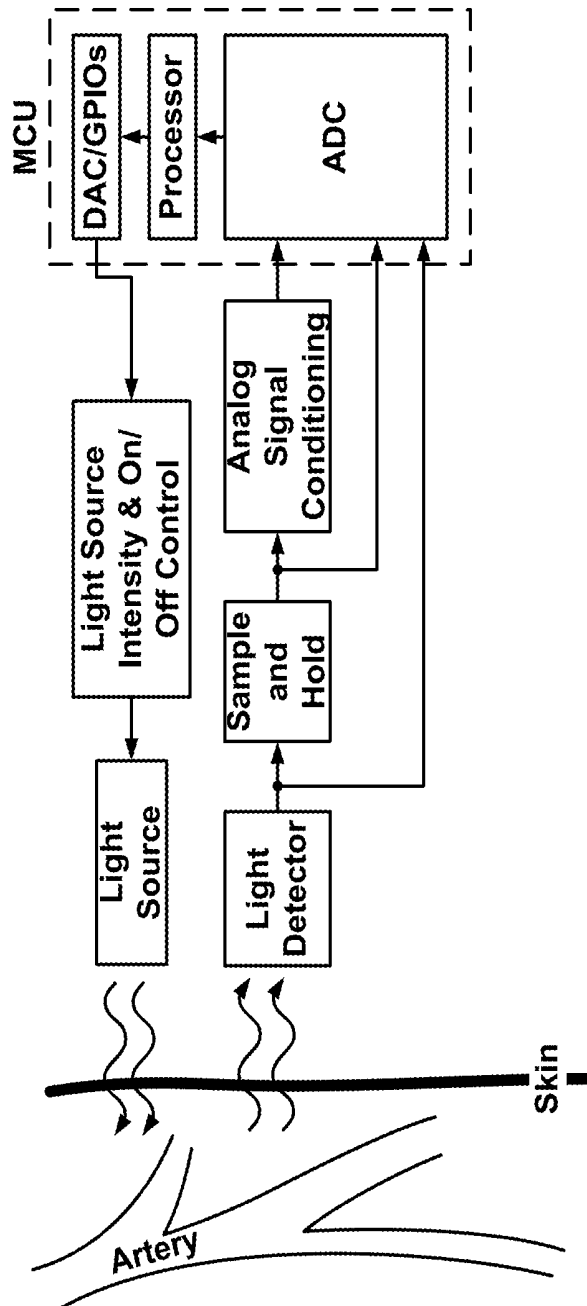 MCU
DAC/GPIOs
Processor
ADC
Light Source
Intensity & On/
Off Control
Analog
Signal
Conditioning
Sample
and
Hold
Light
Source
Light
Detector
Skin
Artery